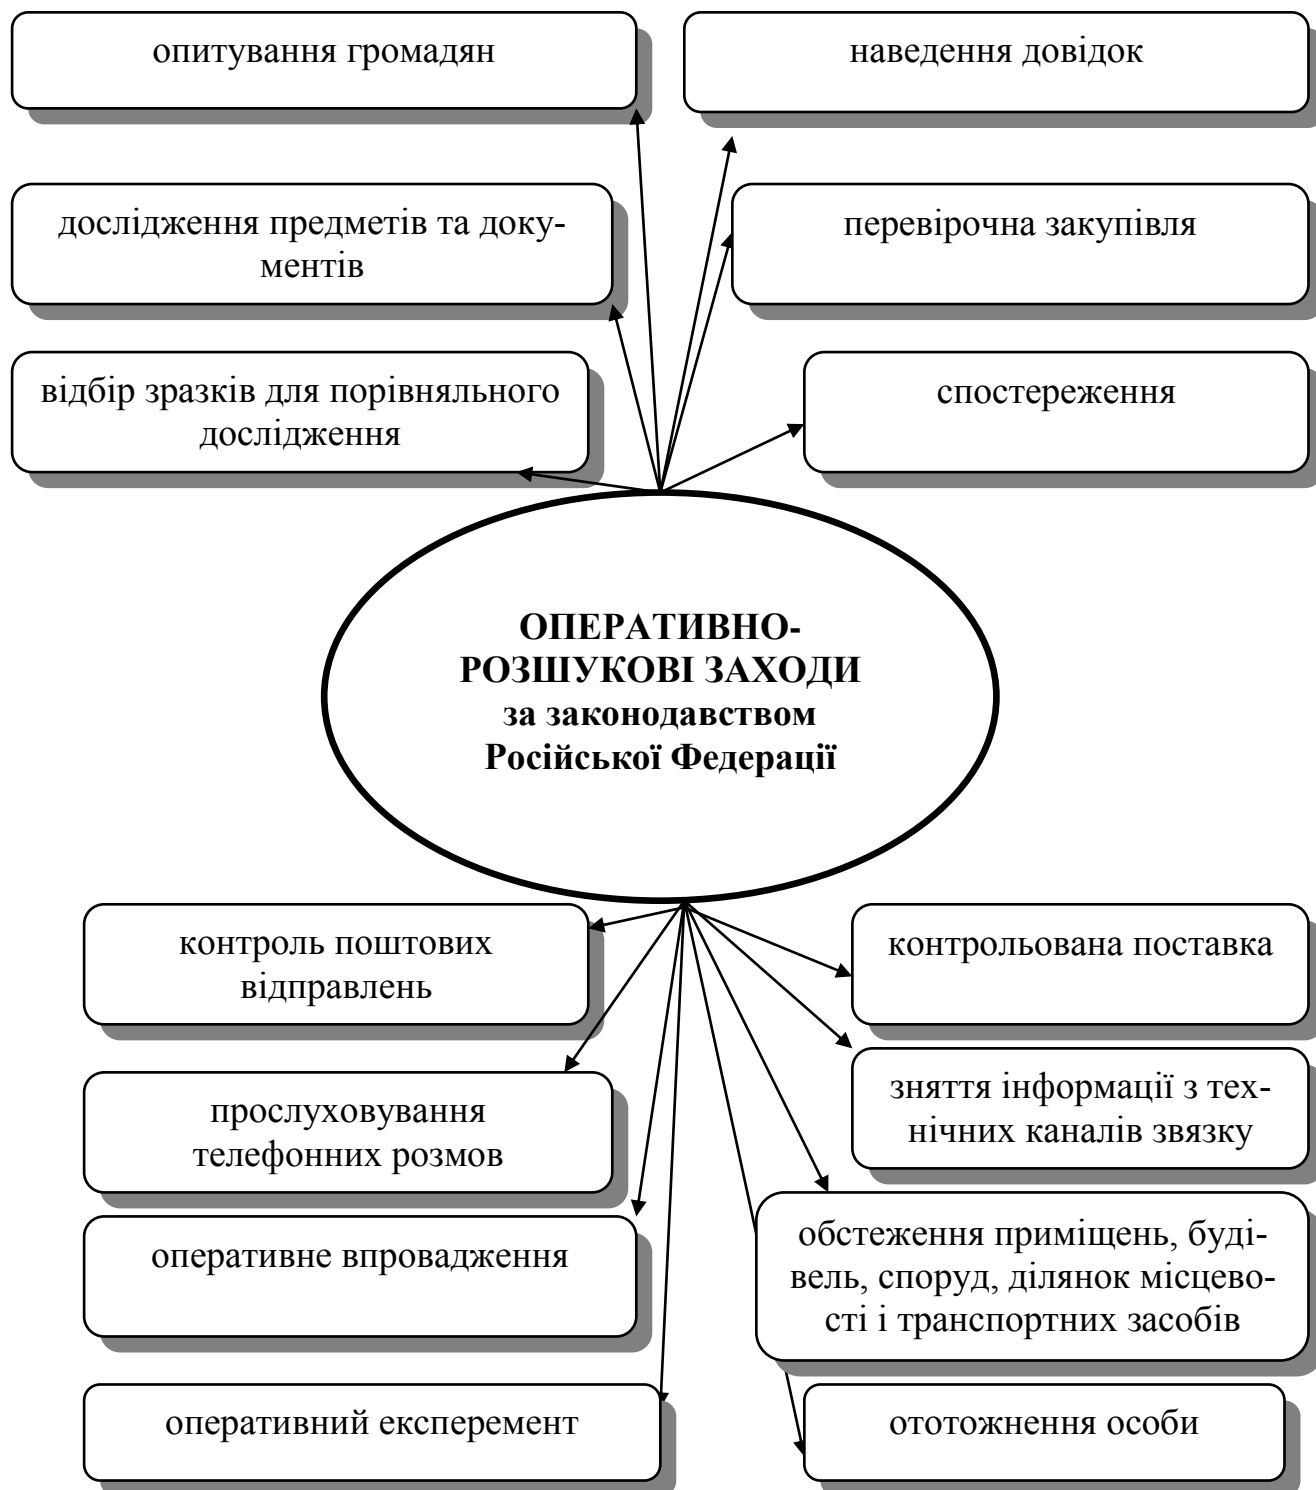 опитування громадян
наведення довідок
дослідження предметів та доку-
ментів
перевірочна закупівля
відбір зразків для порівняльного
дослідження
спостереження
ОПЕРАТИВНО-
РОЗШУКОВІ ЗАХОДИ
за законодавством
Російської Федерації
контроль поштових
відправлень
контрольована поставка
прослуховування
телефонних розмов
зняття інформації з тех-
нічних каналів звязку
оперативне впровадження
обстеження приміщень, буді-
вель, споруд, ділянок місцево-
сті і транспортних засобів
оперативний експеремент
ототожнення особи